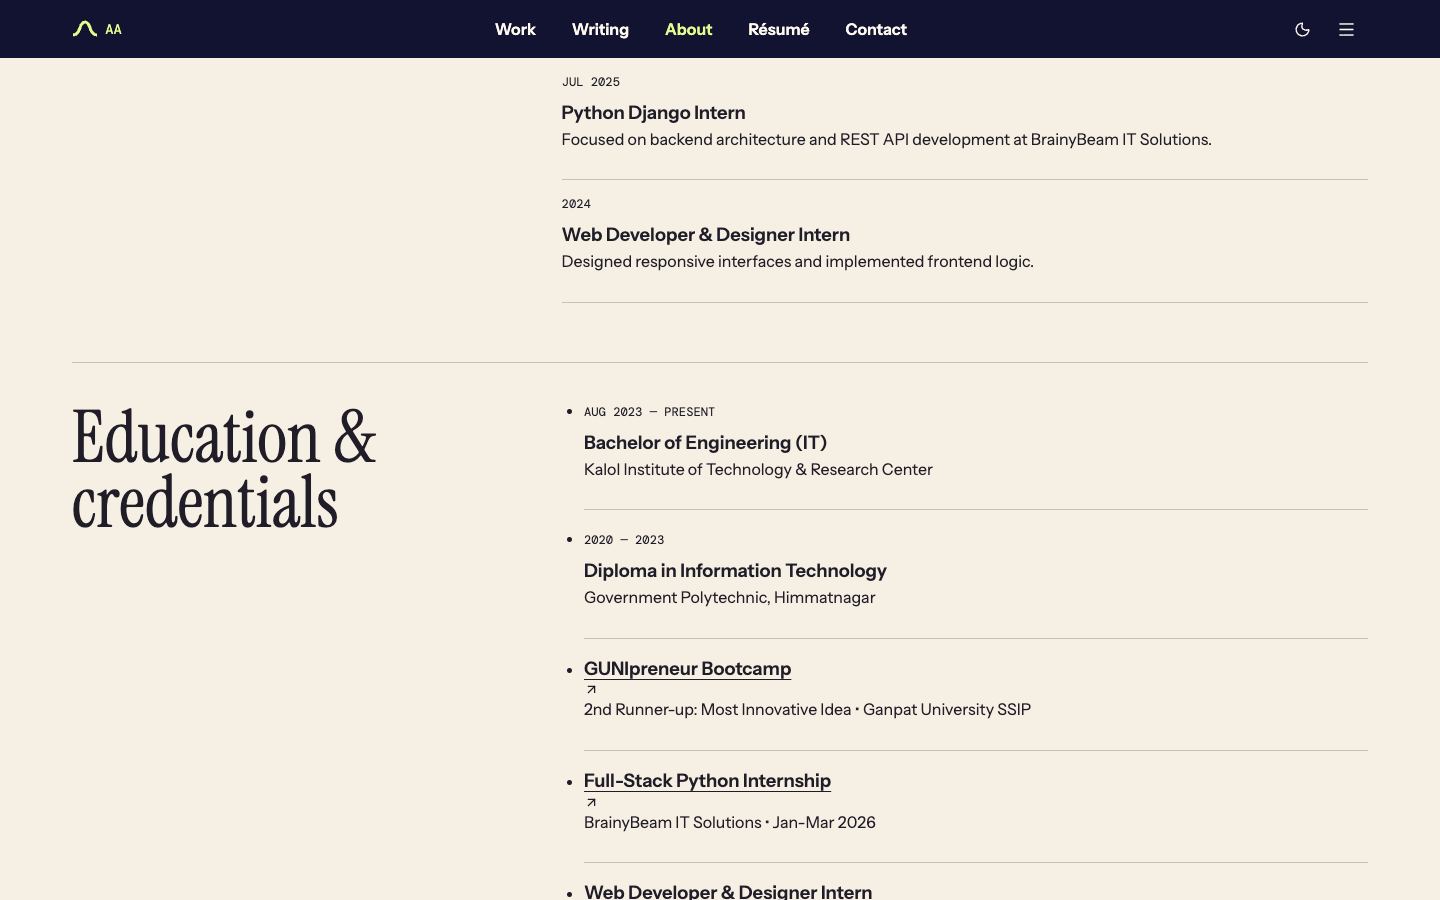 AA
Work
Writing
About
Résumé
Contact
JUL 2025
Python Django Intern
Focused on backend architecture and REST API development at BrainyBeam IT Solutions.
2024
Web Developer & Designer Intern
Designed responsive interfaces and implemented frontend logic.
Education &
credentials
• AUG 2023 — PRESENT
Bachelor of Engineering (IT)
Kalol Institute of Technology & Research Center
• 2020 — 2023
Diploma in Information Technology
Government Polytechnic, Himmatnagar
• GUNIpreneur Bootcamp
↗
2nd Runner-up: Most Innovative Idea • Ganpat University SSIP
• Full-Stack Python Internship
↗
BrainyBeam IT Solutions • Jan-Mar 2026
• Web Developer & Designer Intern